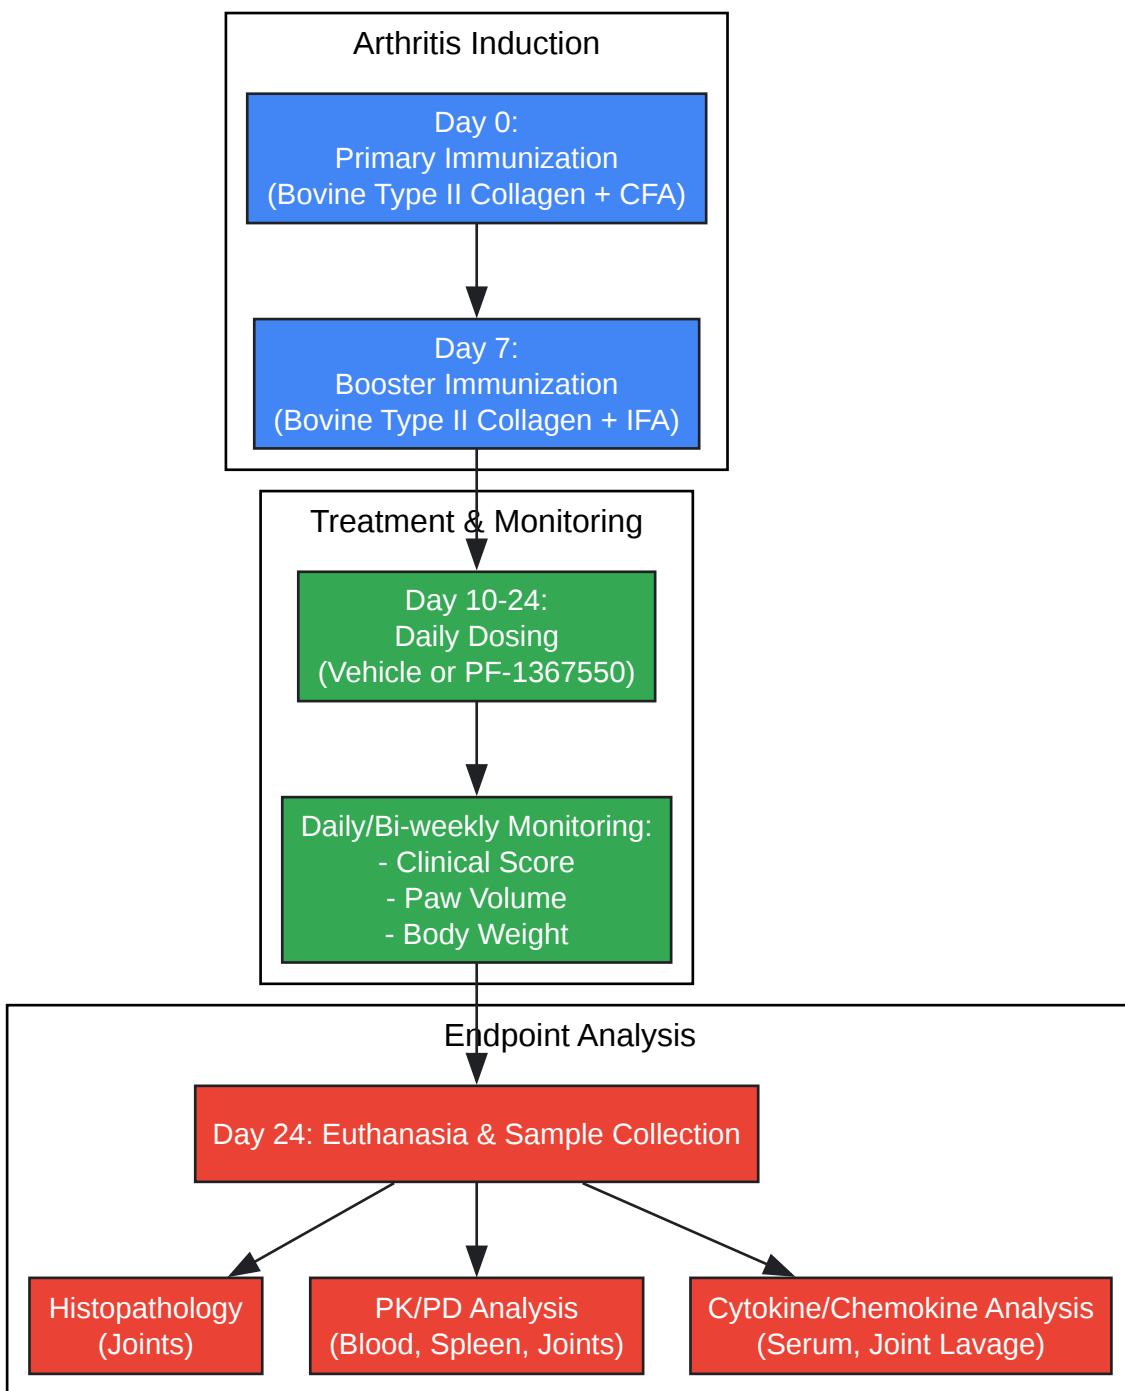 Arthritis Induction
Day 0:
Primary Immunization
(Bovine Type II Collagen + CFA)
Day 7:
Booster Immunization
(Bovine Type II Collagen + IFA)
Treatment & Monitoring
Day 10-24:
Daily Dosing
(Vehicle or PF-1367550)
Daily/Bi-weekly Monitoring:
- Clinical Score
- Paw Volume
- Body Weight
Endpoint Analysis
Day 24: Euthanasia & Sample Collection
Histopathology
(Joints)
PK/PD Analysis
(Blood, Spleen, Joints)
Cytokine/Chemokine Analysis
(Serum, Joint Lavage)